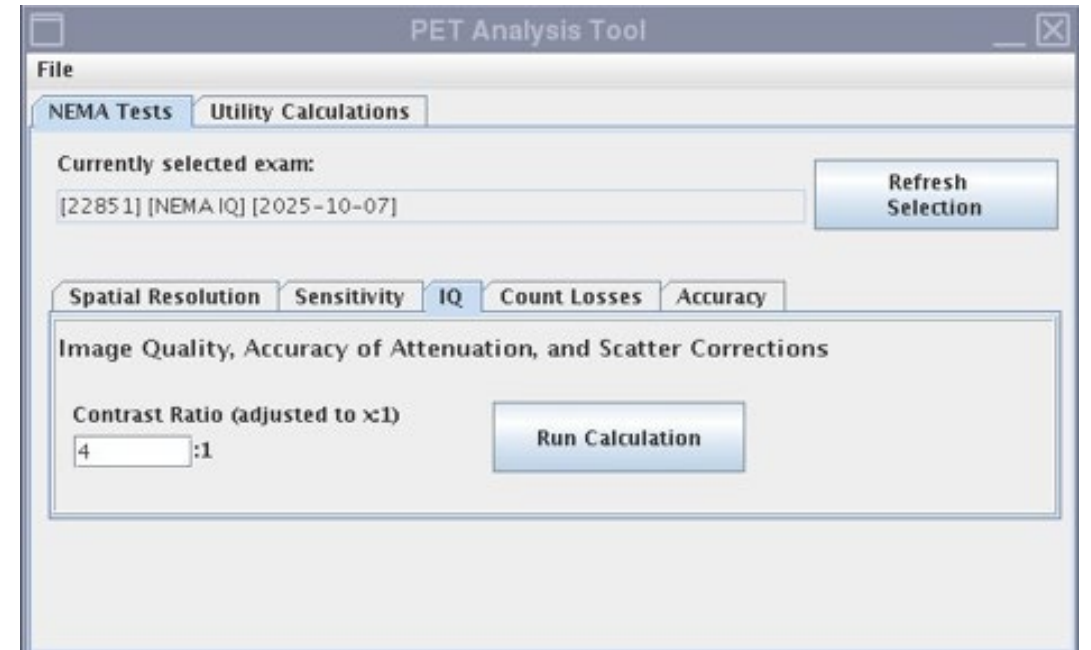 PET Analysis Tool
File
NEMA Tests Utility Calculations
Currently selected exam:
[22851] [NEMA IQ] [2025-10-07]
Refresh
Selection
Spatial Resolution Sensitivity IQ Count Losses Accuracy
Image Quality, Accuracy of Attenuation, and Scatter Corrections
Contrast Ratio (adjusted to x:1)
4 :1
Run Calculation